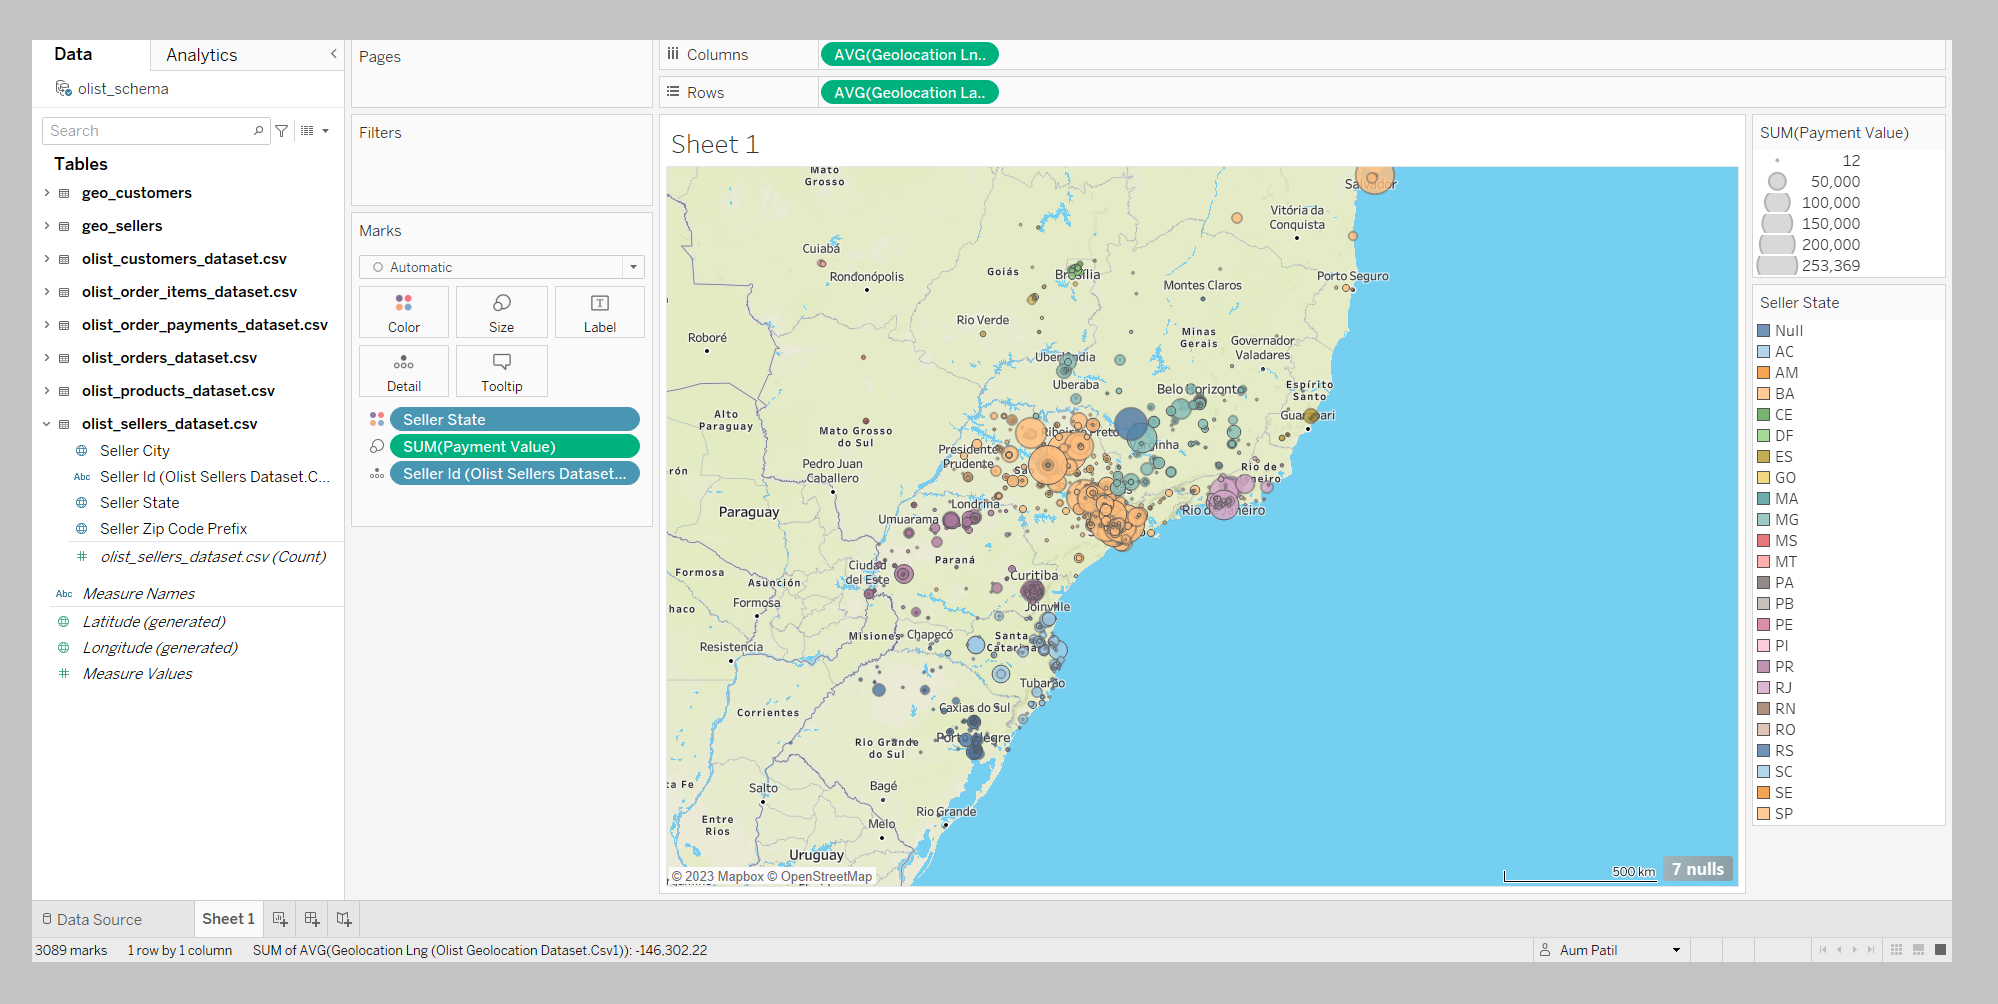 Data
Analytics
olist_schema
Search
Tables
geo_customers
geo_sellers
olist_customers_dataset.csv
olist_order_items_dataset.csv
olist_order_payments_dataset.csv
olist_orders_dataset.csv
olist_products_dataset.csv
olist_sellers_dataset.csv
Seller City
Abc Seller Id (Olist Sellers Dataset.C...
Seller State
Seller Zip Code Prefix
olist_sellers_dataset.csv (Count)
Abc Measure Names
Latitude (generated)
Longitude (generated)
Measure Values
Pages
Filters
Marks
Automatic
Color
Size
Label
Detail
Tooltip
Seller State
SUM(Payment Value)
Seller Id (Olist Sellers Dataset...
Columns
AVG(Geolocation Ln..
Rows
AVG(Geolocation La..
Sheet 1
Mato
Grosso
Salvador
Vitória da
Conquista
Cuiabá
Rondonópolis
Goiás
Brasília
Porto Seguro
Montes Claros
Rio Verde
Roboré
Minas
Gerais
Governador
Valadares
Uberlândia
Uberaba
Belo Horizonte
Espírito
Santo
Guarapari
Alto
Paraguay
Mato Grosso
do Sul
Ribeirão Preto
Presidente
Prudente
Pedro Juan
Caballero
Rio de
Janeiro
Londrina
Paraguay
Umuarama
Rio de Janeiro
Paraná
Ciudad
del Este
Formosa
Asunción
Curitiba
Formosa
haco
Joinville
Misiones
Chapecó
Santa
Catarina
Resistencia
Tubarão
Corrientes
Caxias do Sul
Rio Grande
do Sul
Porto Alegre
ta Fe
Salto
Bagé
Rio Grande
Entre
Rios
Melo
Uruguay
© 2023 Mapbox © OpenStreetMap
500 km
7 nulls
SUM(Payment Value)
12
50,000
100,000
150,000
200,000
253,369
Seller State
Null
AC
AM
BA
CE
DF
ES
GO
MA
MG
MS
MT
PA
PB
PE
PI
PR
RJ
RN
RO
RS
SC
SE
SP
Data Source
Sheet 1
3089 marks
1 row by 1 column
SUM of AVG(Geolocation Lng (Olist Geolocation Dataset.Csv1)): -146,302.22
Aum Patil